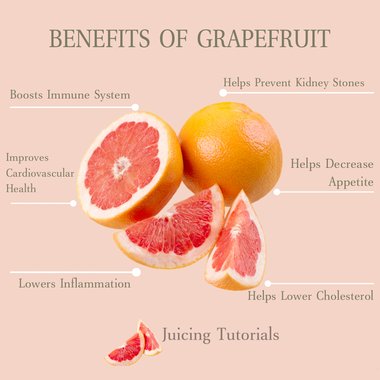 BENEFITS OF GRAPEFRUIT
Helps Prevent Kidney Stones
Boosts Immune System
Improves
Cardiovascular
Health
Helps Decrease
Appetite
Lowers Inflammation
Helps Lower Cholesterol
Juicing Tutorials